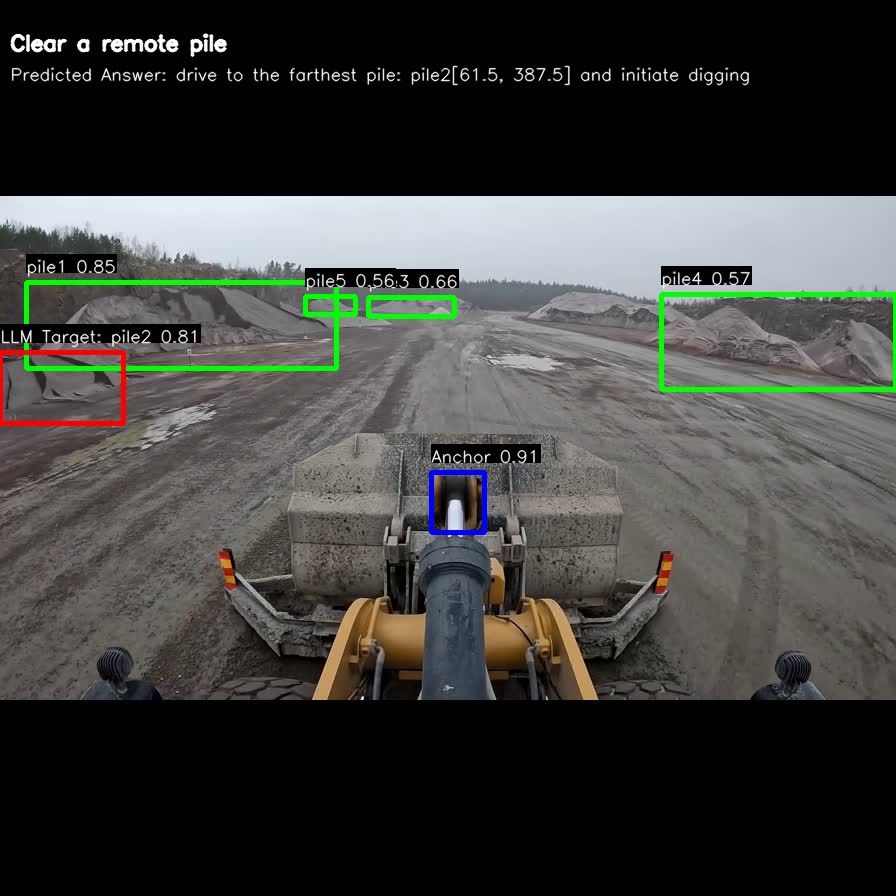 Clear a remote pile
Predicted Answer: drive to the farthest pile: pile2[61.5, 387.5] and initiate digging
pile1 0.85
pile5 0.56
3 0.66
pile4 0.57
LLM Target: pile2 0.81
Anchor 0.91